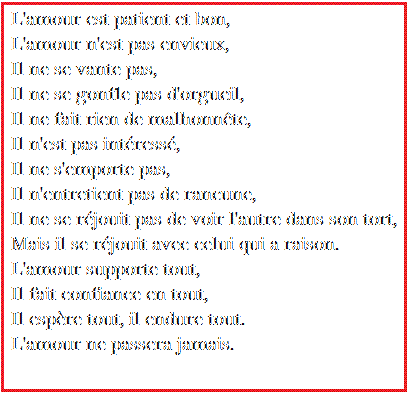 L'amour est patient et bon,
L'amour n'est pas envieux,
Il ne se vante pas,
Il ne se gonfle pas d'orgueil,
Il ne fait rien de malhonnête,
Il n'est pas intéressé,
Il ne s'emporte pas,
Il n'entretient pas de rancune,
Il ne se réjouit pas de voir l'autre dans son tort,
Mais il se réjouit avec celui qui a raison.
L'amour supporte tout,
Il fait confiance en tout,
Il espère tout, il endure tout.
L'amour ne passera jamais.